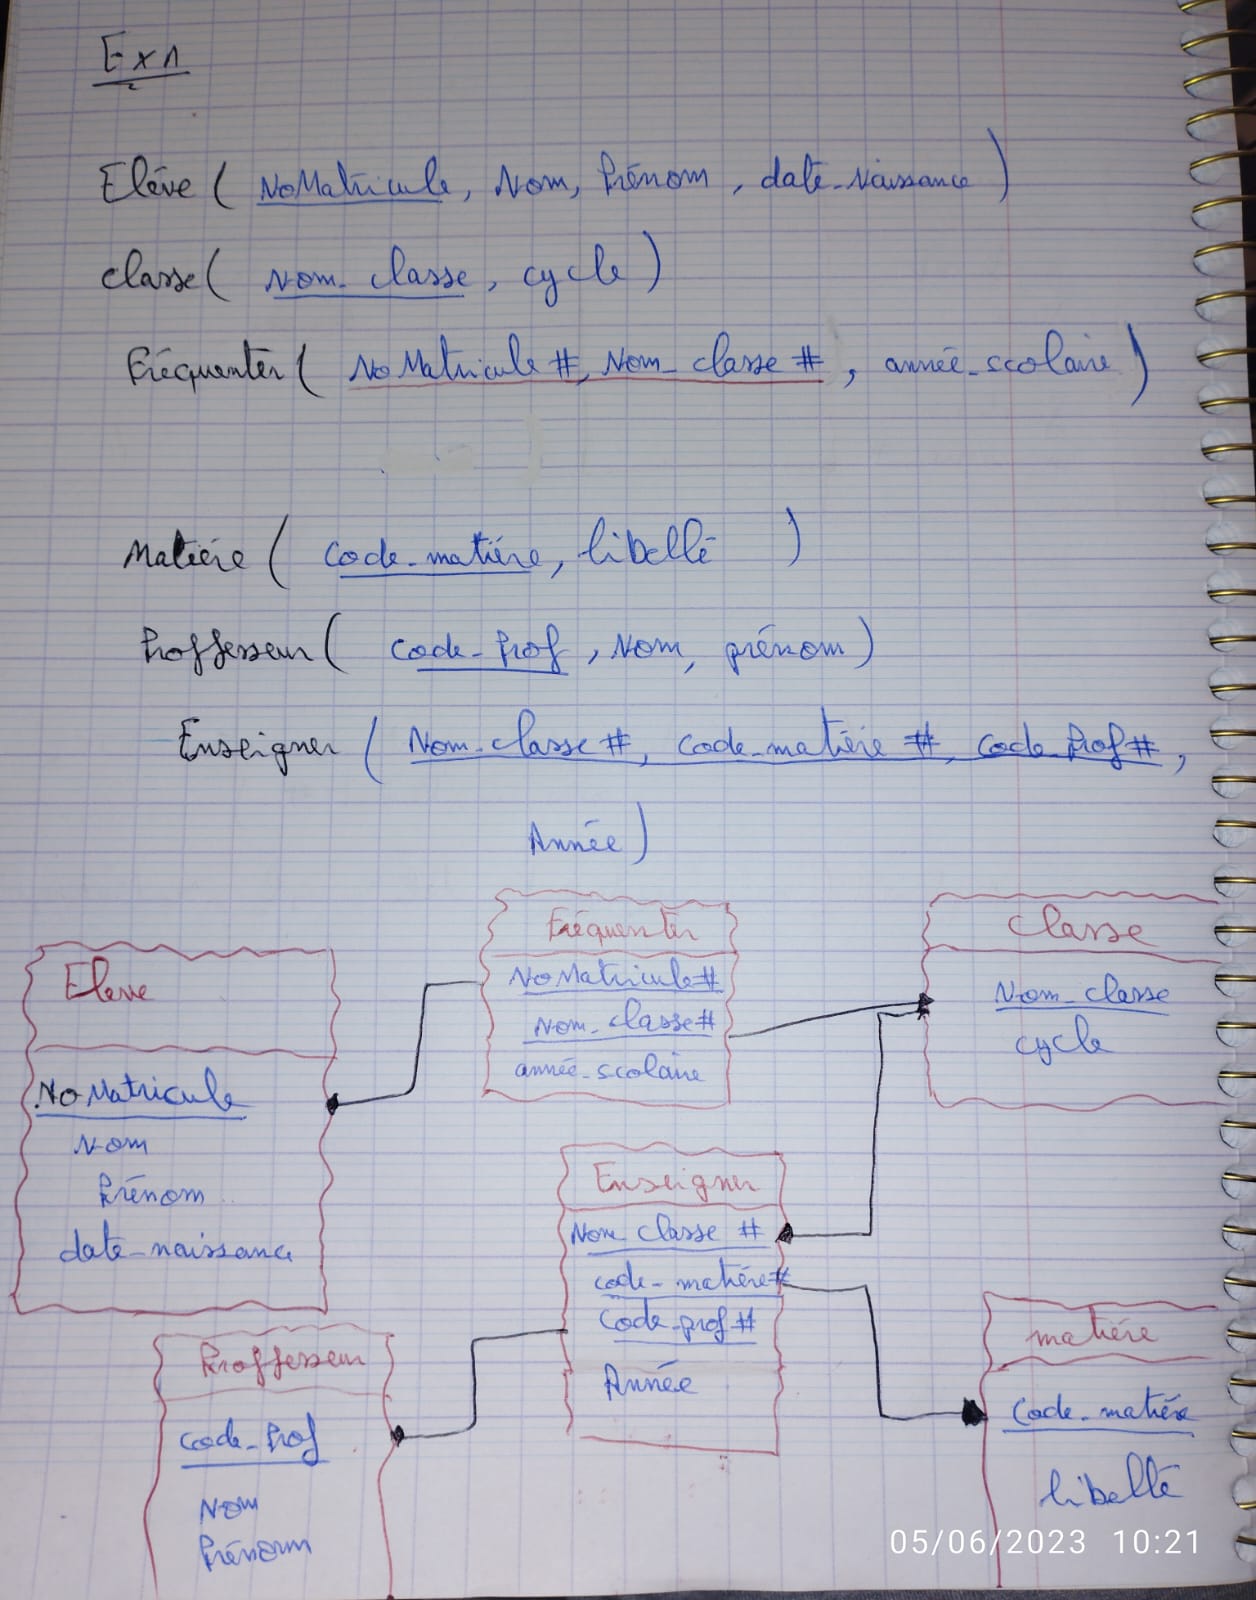 Ex1
Elève ( NoMatricule, Nom, Prénom, date_Naissance )
classe( Nom_classe, cycle )
Fréquenter ( NoMatricule #, Nom_classe #, année_scolaire )
Matière ( code_matière, libellé )
Proffesseur ( code_Prof, Nom, prénom )
Enseigner ( Nom_classe #, code_matière #, code_Prof #,
Année )
Eleve
NoMatricule
Nom
Prénom
date_naissance
Fréquenter
NoMatricule #
Nom_classe #
année_scolaire
classe
Nom_classe
cycle
Enseigner
Nom_classe #
code_matière #
code_prof #
Année
Proffesseur
code_Prof
Nom
Prénom
matière
code_matière
libellé
05/06/2023 10:21